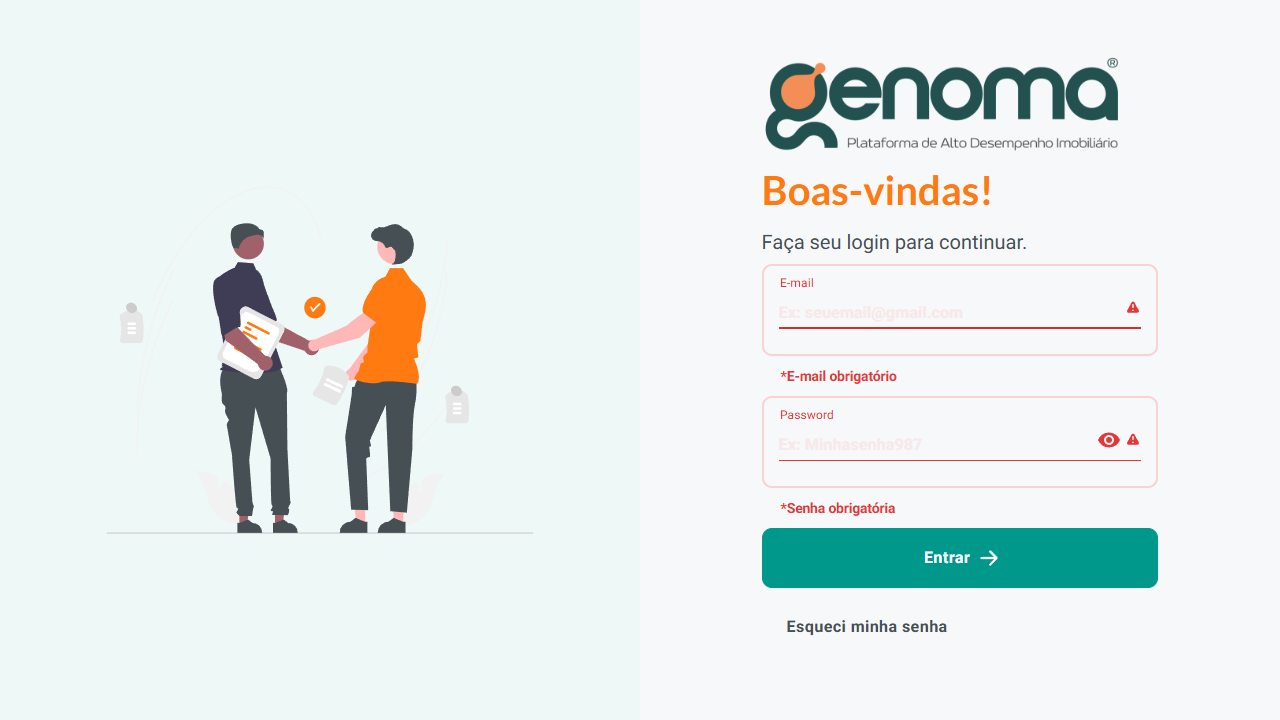 genoma®
Plataforma de Alto Desempenho Imobiliário
Boas-vindas!
Faça seu login para continuar.
E-mail
Ex: seuemail@gmail.com
*E-mail obrigatório
Password
Ex: Minhasenha987
*Senha obrigatória
Entrar
Esqueci minha senha